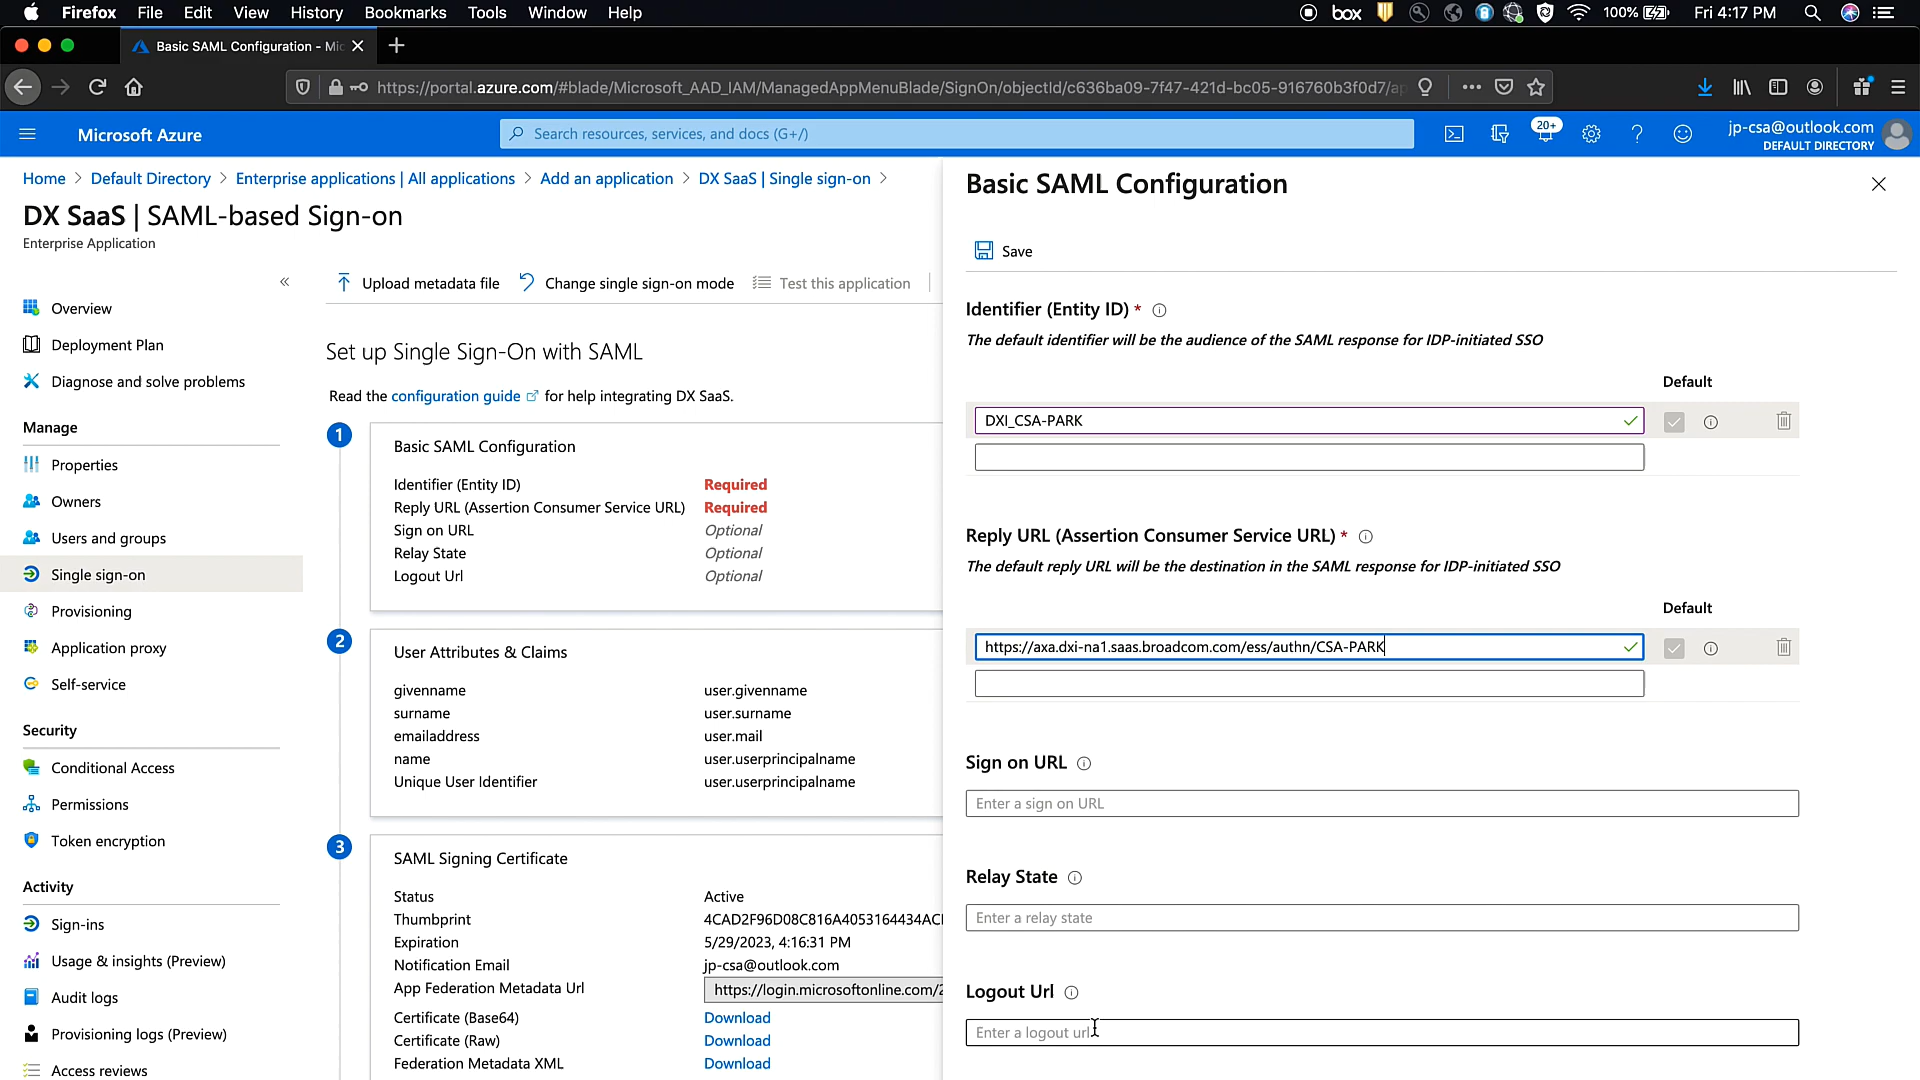 Firefox File Edit View History Bookmarks Tools Window Help box 100% Fri 4:17 PM
Basic SAML Configuration - Mic
https://portal.azure.com/#blade/Microsoft_AAD_IAM/ManagedAppMenuBlade/SignOn/objectId/c636ba09-7f47-421d-bc05-916760b3f0d7/ap
Microsoft Azure
Search resources, services, and docs (G+/)
20+
jp-csa@outlook.com
DEFAULT DIRECTORY
Home > Default Directory > Enterprise applications | All applications > Add an application > DX SaaS | Single sign-on >
DX SaaS | SAML-based Sign-on
Enterprise Application
«
Overview
Deployment Plan
Diagnose and solve problems
Manage
Properties
Owners
Users and groups
Single sign-on
Provisioning
Application proxy
Self-service
Security
Conditional Access
Permissions
Token encryption
Activity
Sign-ins
Usage & insights (Preview)
Audit logs
Provisioning logs (Preview)
Access reviews
Upload metadata file Change single sign-on mode Test this application
Set up Single Sign-On with SAML
Read the configuration guide for help integrating DX SaaS.
1
Basic SAML Configuration
Identifier (Entity ID) Required
Reply URL (Assertion Consumer Service URL) Required
Sign on URL Optional
Relay State Optional
Logout Url Optional
2
User Attributes & Claims
givenname user.givenname
surname user.surname
emailaddress user.mail
name user.userprincipalname
Unique User Identifier user.userprincipalname
3
SAML Signing Certificate
Status Active
Thumbprint 4CAD2F96D08C816A4053164434ACI
Expiration 5/29/2023, 4:16:31 PM
Notification Email jp-csa@outlook.com
App Federation Metadata Url https://login.microsoftonline.com/2
Certificate (Base64) Download
Certificate (Raw) Download
Federation Metadata XML Download
Basic SAML Configuration
Save
Identifier (Entity ID) *
The default identifier will be the audience of the SAML response for IDP-initiated SSO
Default
DXI_CSA-PARK
Reply URL (Assertion Consumer Service URL) *
The default reply URL will be the destination in the SAML response for IDP-initiated SSO
Default
https://axa.dxi-na1.saas.broadcom.com/ess/authn/CSA-PARK
Sign on URL
Enter a sign on URL
Relay State
Enter a relay state
Logout Url
Enter a logout url